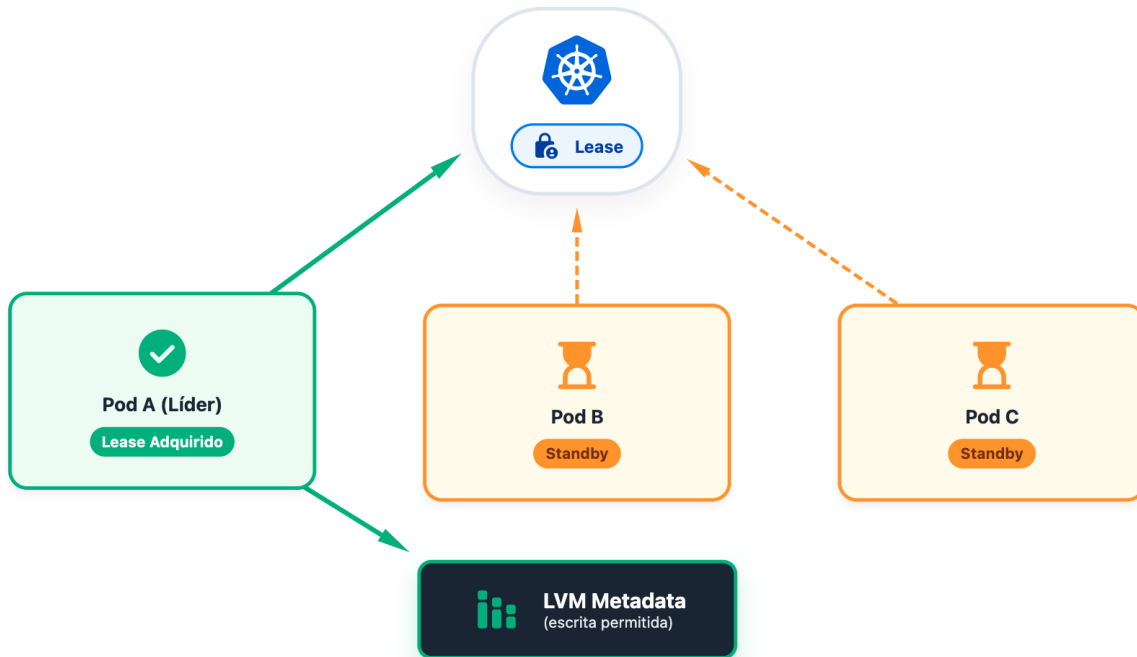 Lease
Pod A (Líder)
Lease Adquirido
Pod B
Standby
Pod C
Standby
LVM Metadata
(escrita permitida)